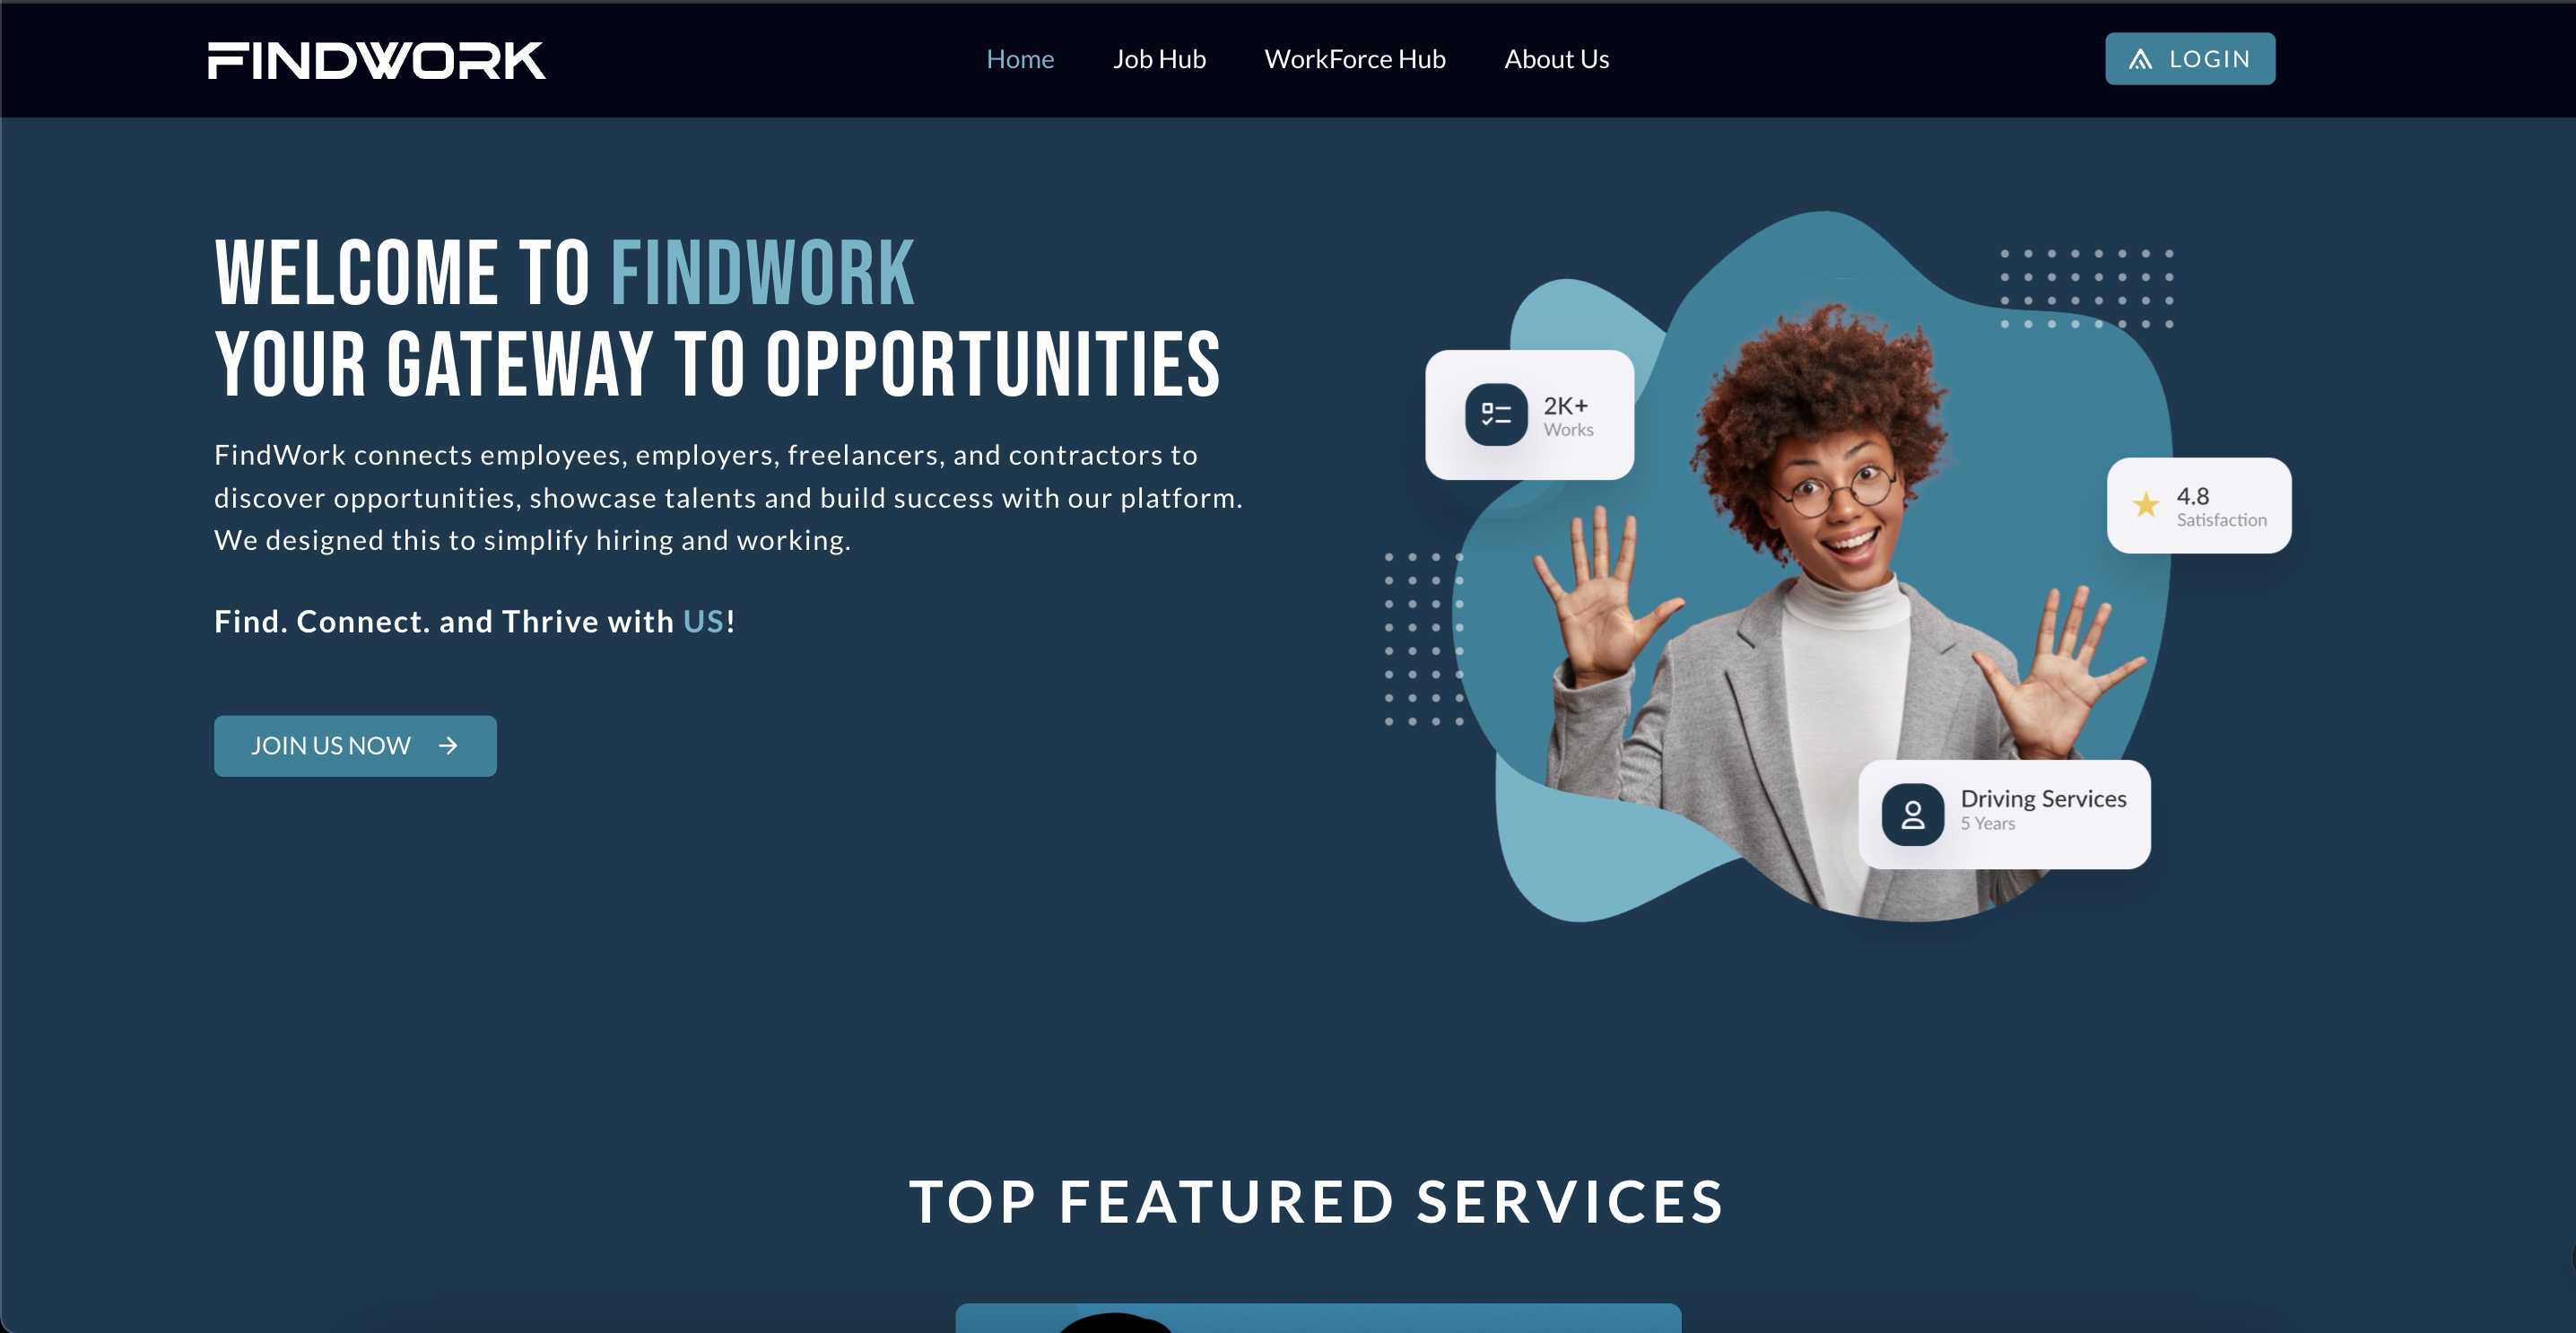 FINDWORK
Home
Job Hub
WorkForce Hub
About Us
LOGIN
WELCOME TO FINDWORK
YOUR GATEWAY TO OPPORTUNITIES
FindWork connects employees, employers, freelancers, and contractors to
discover opportunities, showcase talents and build success with our platform.
We designed this to simplify hiring and working.
Find. Connect. and Thrive with US!
JOIN US NOW
2K+
Works
4.8
Satisfaction
Driving Services
5 Years
TOP FEATURED SERVICES